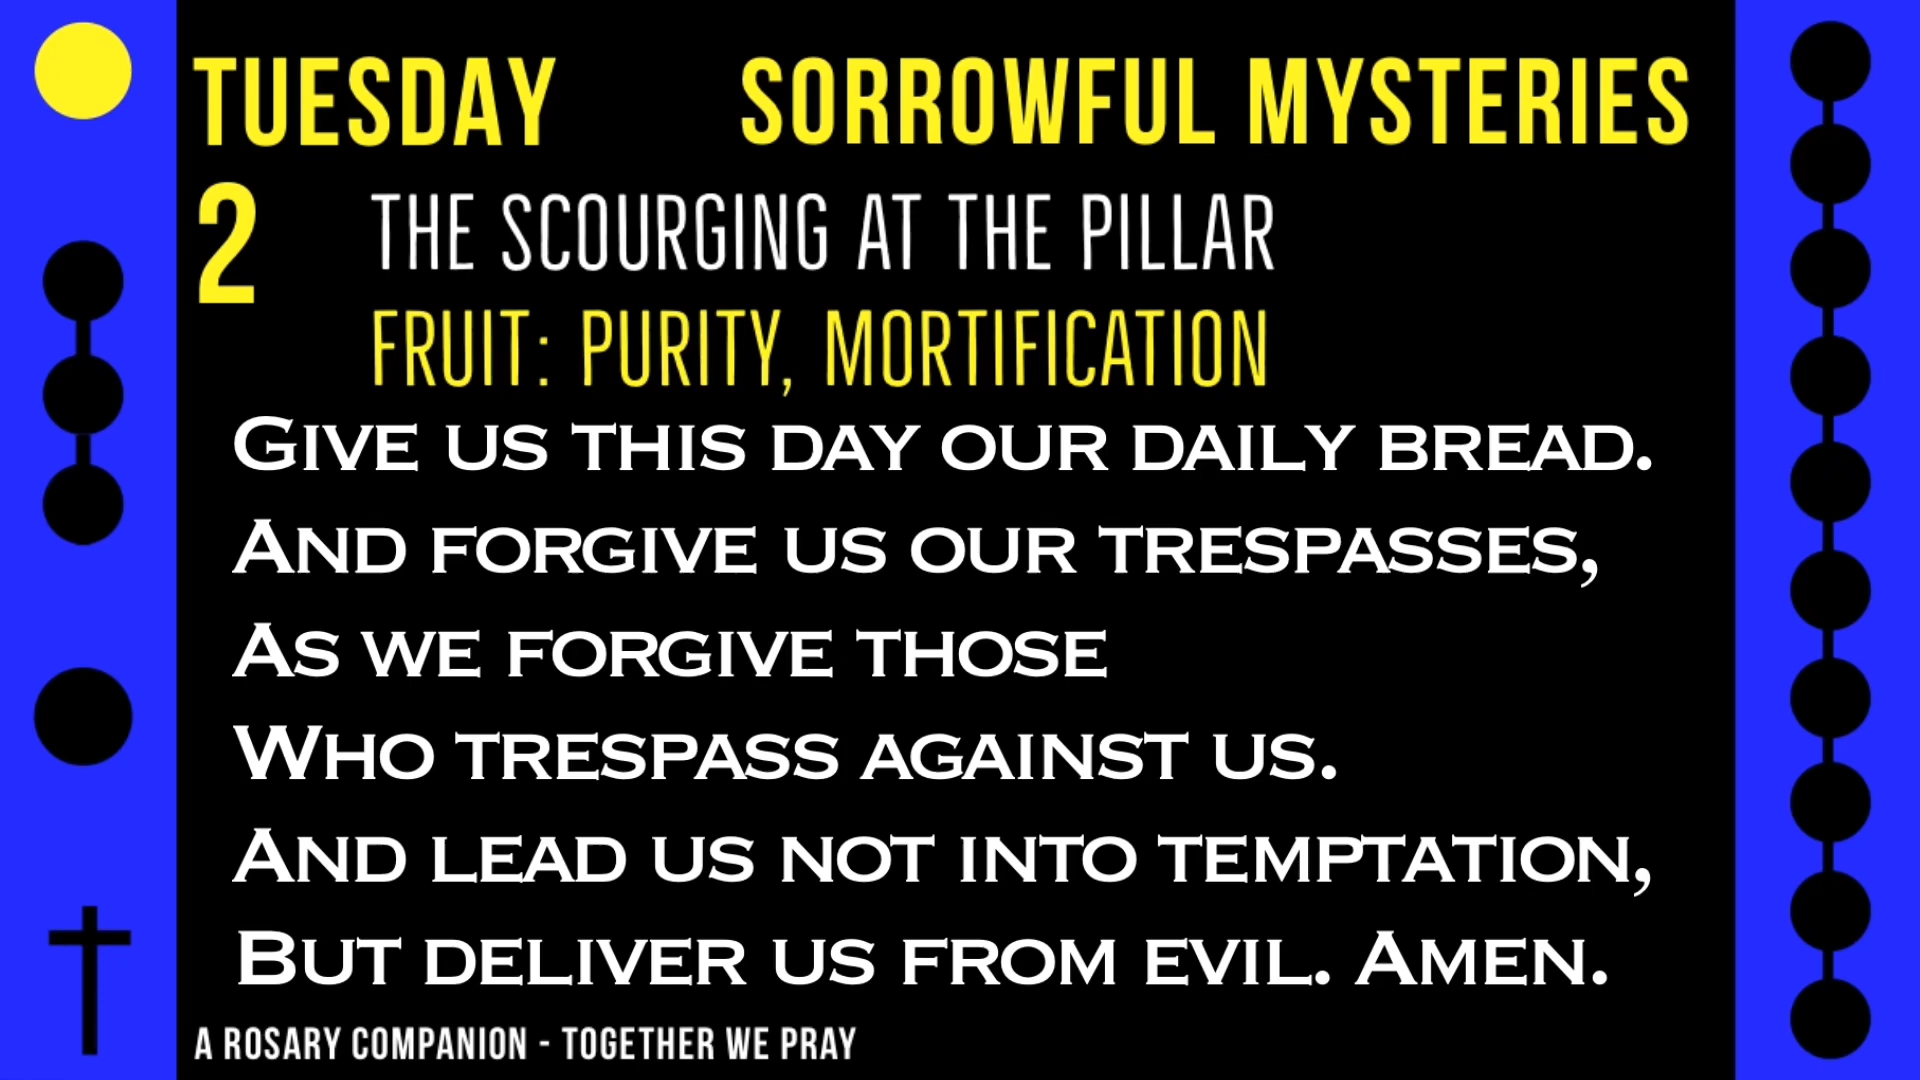 TUESDAY SORROWFUL MYSTERIES
2 THE SCOURGING AT THE PILLAR
FRUIT: PURITY, MORTIFICATION
GIVE US THIS DAY OUR DAILY BREAD.
AND FORGIVE US OUR TRESPASSES,
AS WE FORGIVE THOSE
WHO TRESPASS AGAINST US.
AND LEAD US NOT INTO TEMPTATION,
BUT DELIVER US FROM EVIL. AMEN.
A ROSARY COMPANION - TOGETHER WE PRAY